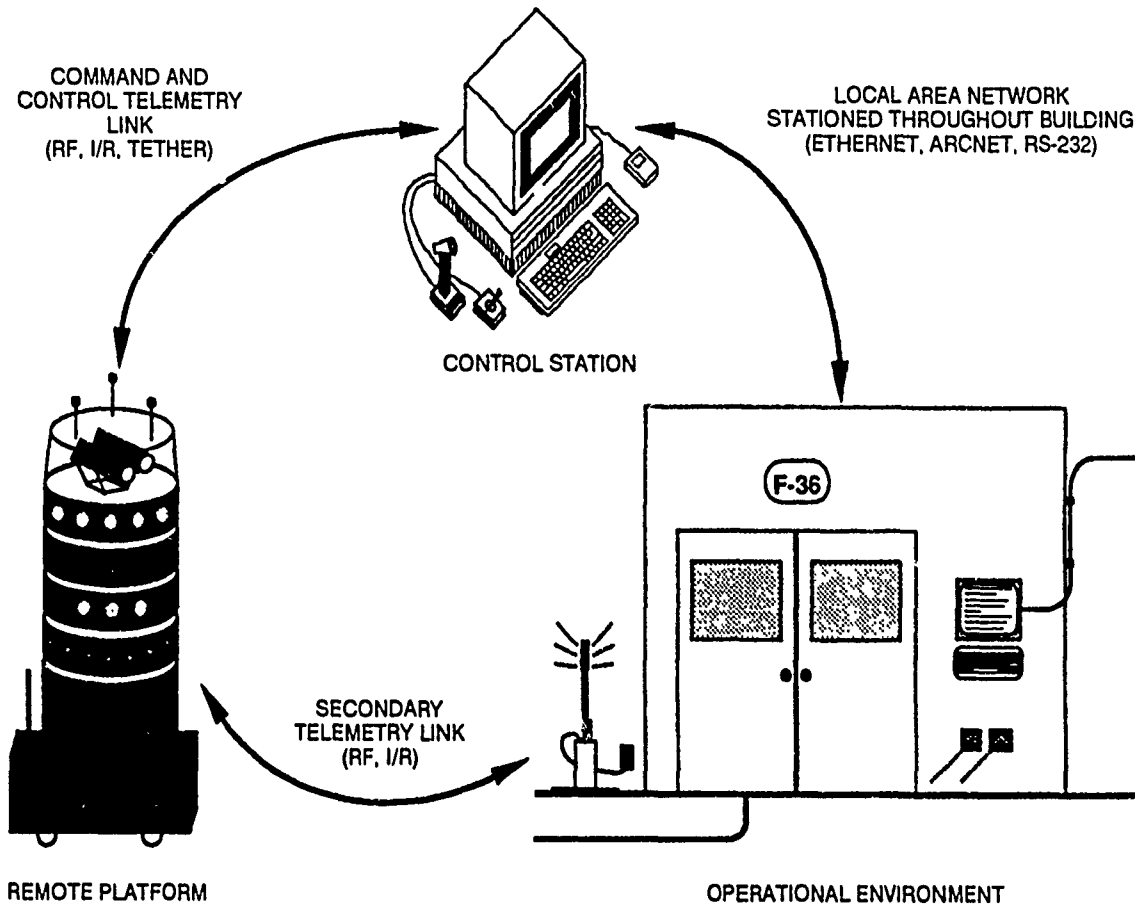 COMMAND AND
CONTROL TELEMETRY
LINK
(RF, I/R, TETHER)
LOCAL AREA NETWORK
STATIONED THROUGHOUT BUILDING
(ETHERNET, ARCNET, RS-232)
CONTROL STATION
F-36
SECONDARY
TELEMETRY LINK
(RF, I/R)
REMOTE PLATFORM
OPERATIONAL ENVIRONMENT